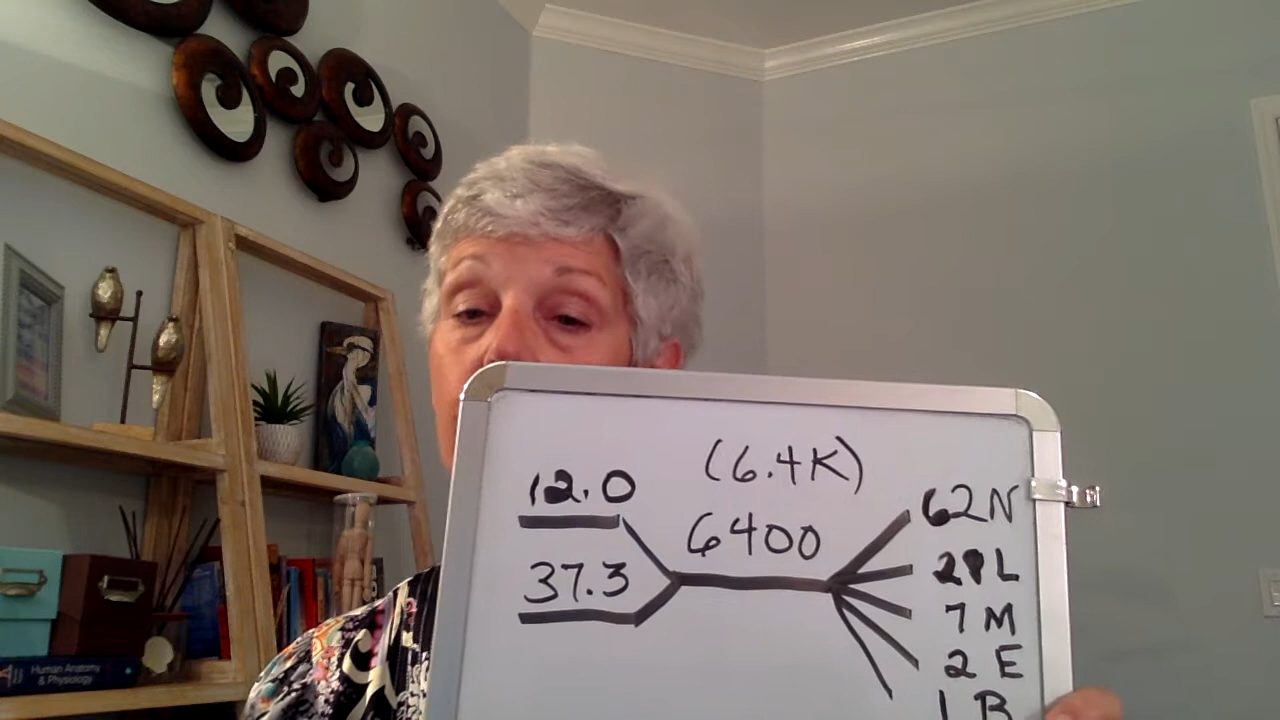 (6.4K)
12.0
6400
37.3
62N
28L
7 M
2 E
1 B
Human Anatomy
& Physiology